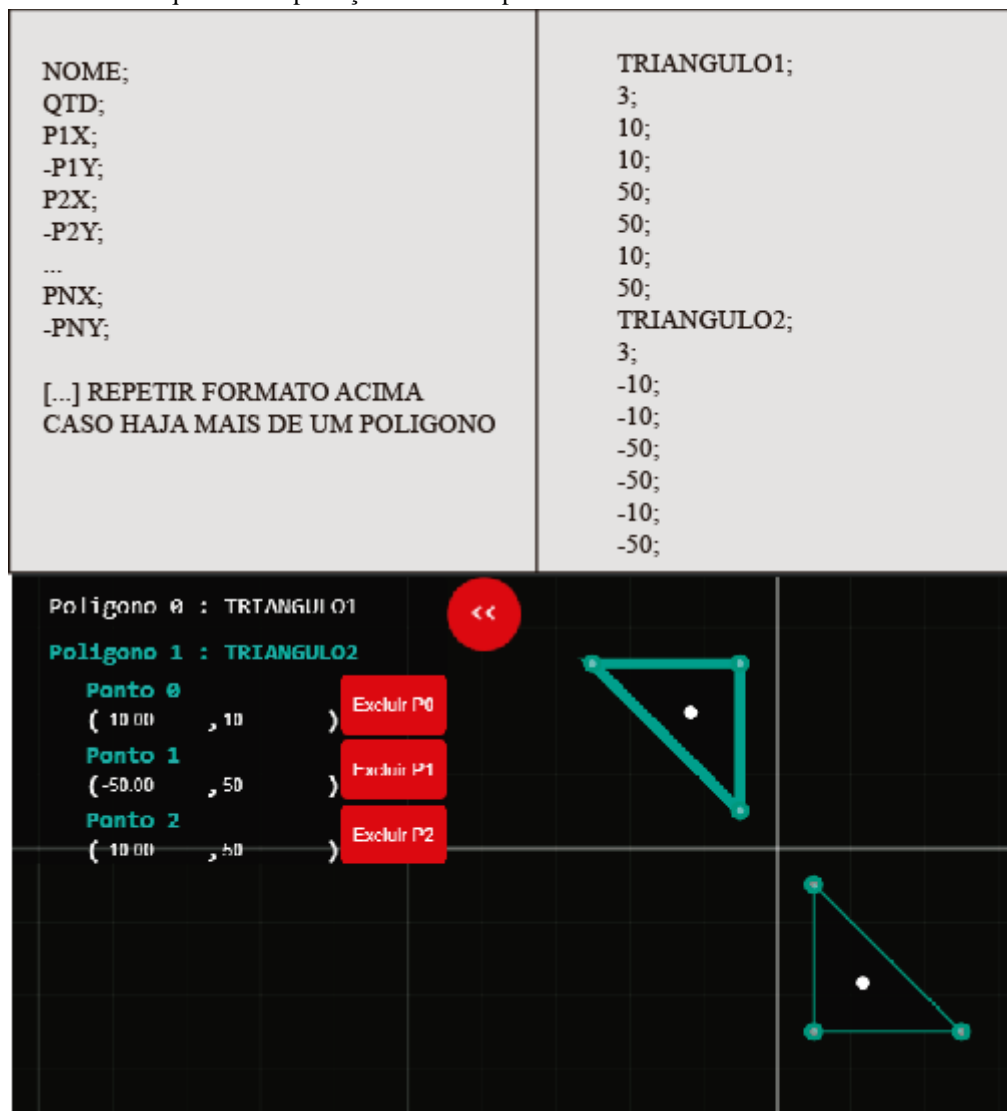 NOME;
QTD;
P1X;
-P1Y;
P2X;
-P2Y;
...
PNX;
-PNY;
[...] REPETIR FORMATO ACIMA
CASO HAJA MAIS DE UM POLIGONO
TRIANGULO1;
3;
10;
10;
50;
50;
10;
50;
TRIANGULO2;
3;
-10;
-10;
-50;
-50;
-10;
-50;
Poligono 0 : TRIANGULO1
<<
Poligono 1 : TRIANGULO2
Ponto 0
( 10.00 , 10 ) Excluir P0
Ponto 1
(-50.00 , 50 ) Excluir P1
Ponto 2
( 10.00 , 50 ) Excluir P2